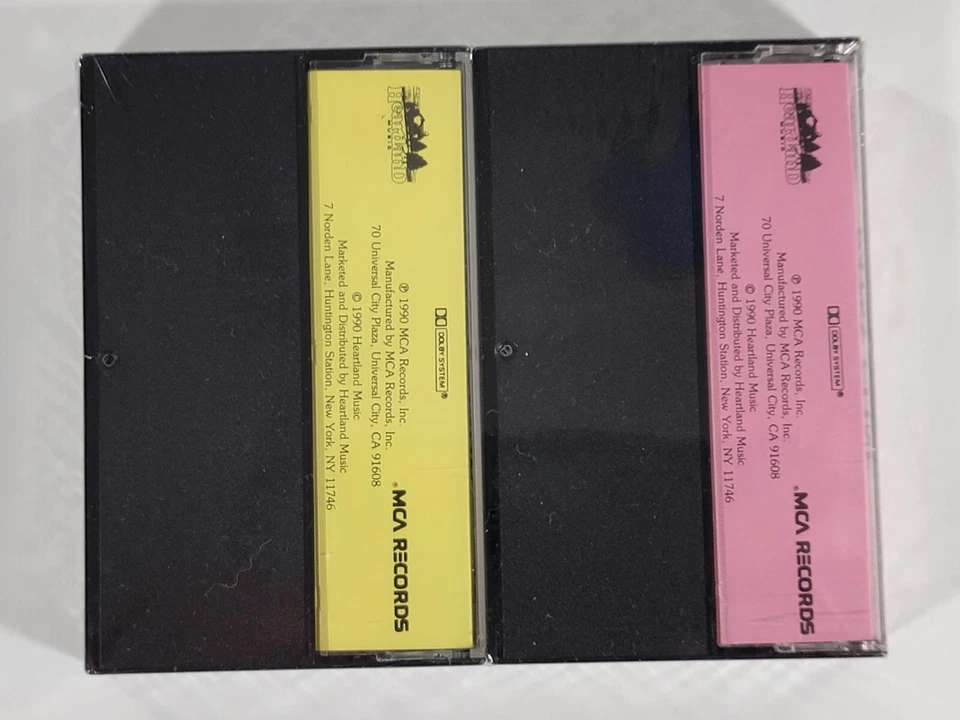 Heartland
MUSIC
DOLBY SYSTEM®
℗ 1990 MCA Records, Inc.
Manufactured by MCA Records, Inc.
70 Universal City Plaza, Universal City, CA 91608
© 1990 Heartland Music
Marketed and Distributed by Heartland Music
7 Norden Lane, Huntington Station, New York, NY 11746
®MCA RECORDS
Heartland
MUSIC
DOLBY SYSTEM®
℗ 1990 MCA Records, Inc.
Manufactured by MCA Records, Inc.
70 Universal City Plaza, Universal City, CA 91608
© 1990 Heartland Music
Marketed and Distributed by Heartland Music
7 Norden Lane, Huntington Station, New York, NY 11746
®MCA RECORDS